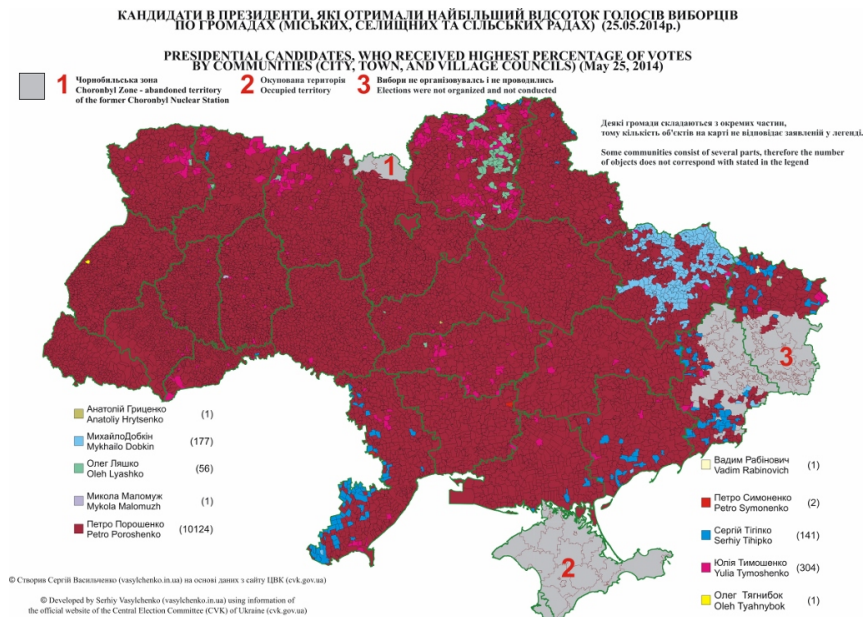 КАНДИДАТИ В ПРЕЗИДЕНТИ, ЯКІ ОТРИМАЛИ НАЙБІЛЬШИЙ ВІДСОТОК ГОЛОСІВ ВИБОРЦІВ
ПО ГРОМАДАХ (МІСЬКИХ, СЕЛИЩНИХ ТА СІЛЬСЬКИХ РАДАХ) (25.05.2014р.)
PRESIDENTIAL CANDIDATES, WHO RECEIVED HIGHEST PERCENTAGE OF VOTES
BY COMMUNITIES (CITY, TOWN, AND VILLAGE COUNCILS) (May 25, 2014)
1 Чорнобильська зона
Choronbyl Zone - abandoned territory
of the former Choronbyl Nuclear Station
2 Окупована територія
Occupied territory
3 Вибори не організовувалсь і не проводились
Elections were not organized and not conducted
Деякі громади складаються з окремих частин,
тому кількість об'єктів на карті не відповідає заявленій у легенді.
Some communities consist of several parts, therefore the number
of objects does not correspond with stated in the legend
1
3
2
Анатолій Гриценко
Anatoliy Hrytsenko (1)
МихайлоДобкін
Mykhailo Dobkin (177)
Олег Ляшко
Oleh Lyashko (56)
Микола Маломуж
Mykola Malomuzh (1)
Петро Порошенко
Petro Poroshenko (10124)
Вадим Рабінович
Vadim Rabinovich (1)
Петро Симоненко
Petro Symonenko (2)
Сергій Тігіпко
Serhiy Tihipko (141)
Юлія Тимошенко
Yulia Tymoshenko (304)
Олег Тягнибок
Oleh Tyahnybok (1)
© Створив Сергій Васильченко (vasylchenko.in.ua) на основі даних з сайту ЦВК (cvk.gov.ua)
© Developed by Serhiy Vasylchenko (vasylchenko.in.ua) using information of
the official website of the Central Election Committee (CVK) of Ukraine (cvk.gov.ua)